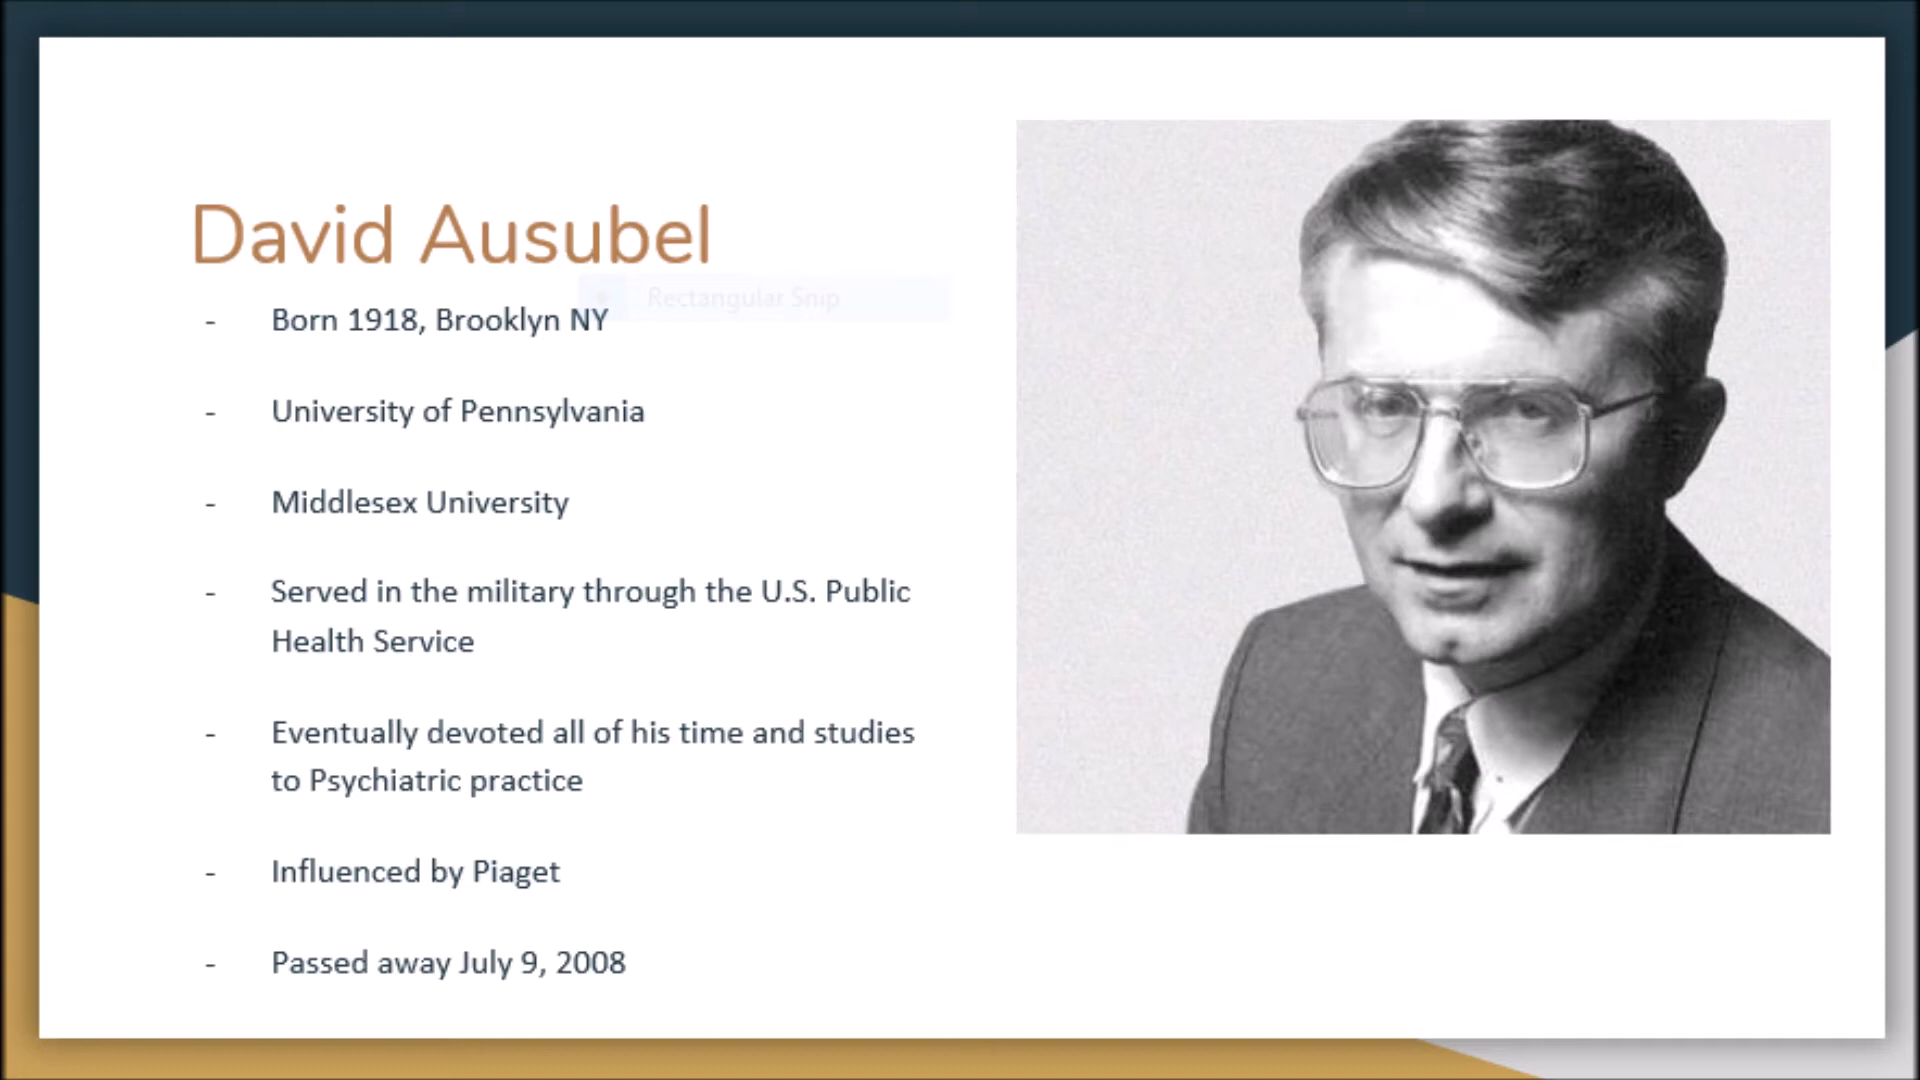 David Ausubel
Rectangular Snip
- Born 1918, Brooklyn NY
- University of Pennsylvania
- Middlesex University
- Served in the military through the U.S. Public
Health Service
- Eventually devoted all of his time and studies
to Psychiatric practice
- Influenced by Piaget
- Passed away July 9, 2008